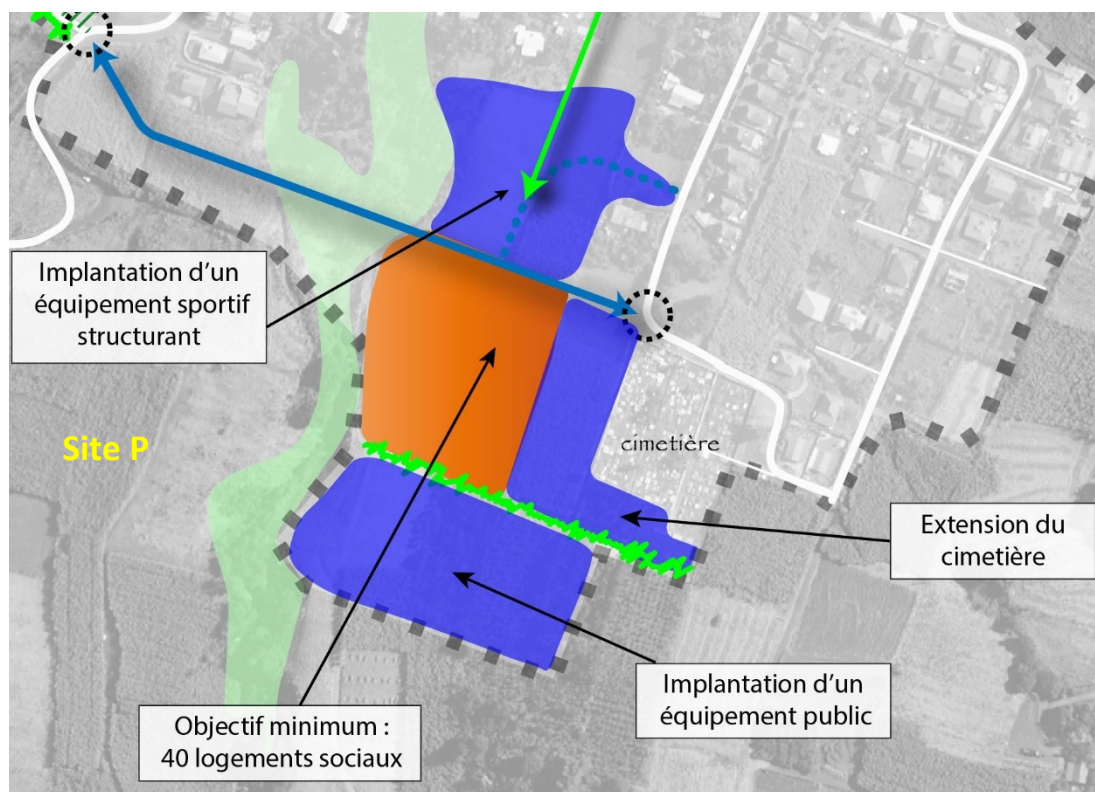 Implantation d'un
équipement sportif
structurant
Site P
cimetière
Extension du
cimetière
Implantation d'un
équipement public
Objectif minimum :
40 logements sociaux